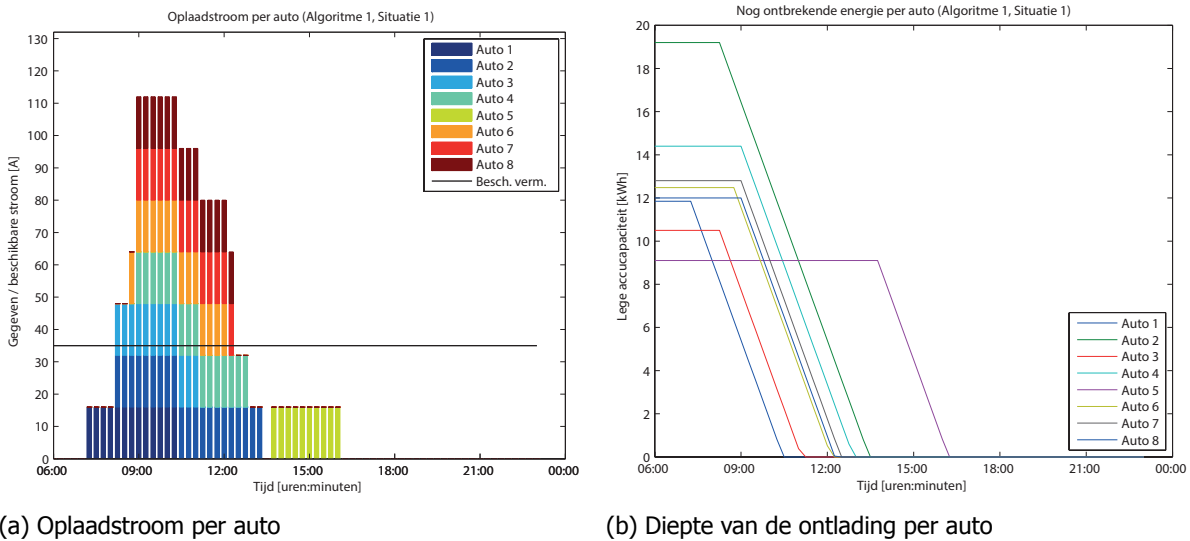 Oplaadstroom per auto (Algoritme 1, Situatie 1)
Gegeven / beschikbare stroom [A]
130
120
110
100
90
80
70
60
50
40
30
20
10
0
06:00
09:00
12:00
15:00
18:00
21:00
00:00
Tijd [uren:minuten]
Auto 1
Auto 2
Auto 3
Auto 4
Auto 5
Auto 6
Auto 7
Auto 8
Besch. verm.
(a) Oplaadstroom per auto
Nog ontbrekende energie per auto (Algoritme 1, Situatie 1)
Lege accucapaciteit [kWh]
20
18
16
14
12
10
8
6
4
2
0
06:00
09:00
12:00
15:00
18:00
21:00
00:00
Tijd [uren:minuten]
Auto 1
Auto 2
Auto 3
Auto 4
Auto 5
Auto 6
Auto 7
Auto 8
(b) Diepte van de ontlading per auto